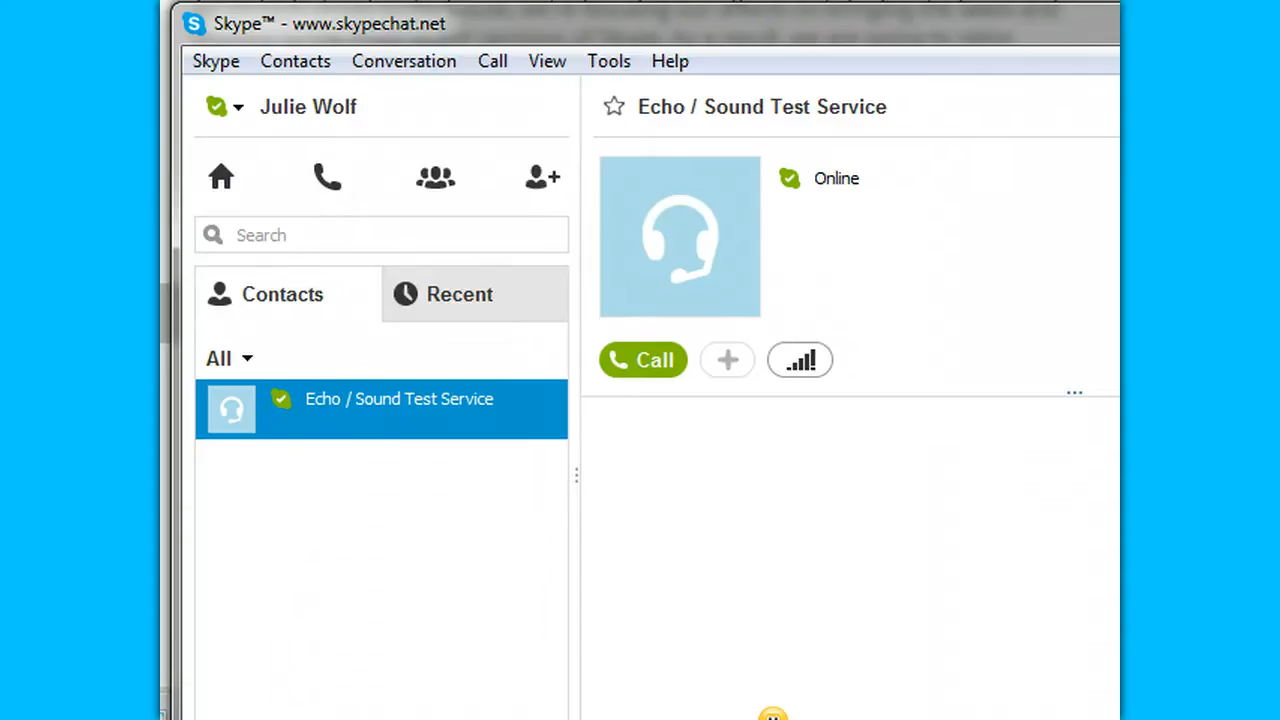 Skype™ - www.skypechat.net
Skype Contacts Conversation Call View Tools Help
Julie Wolf
Echo / Sound Test Service
Online
Search
Contacts
Recent
Call
All
Echo / Sound Test Service